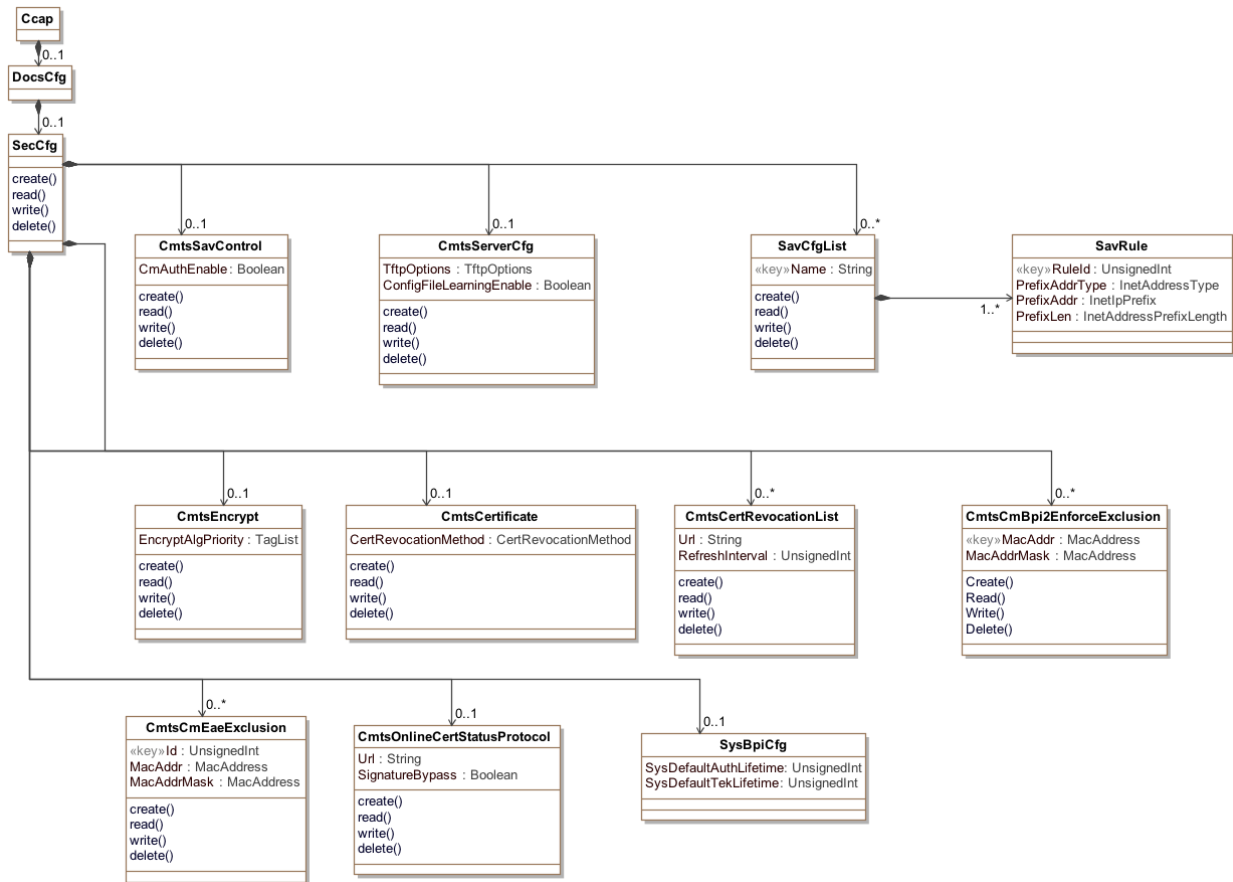 Ccap
0..1
DocsCfg
0..1
SecCfg
create()
read()
write()
delete()
0..1
CmtsSavControl
CmAuthEnable : Boolean
create()
read()
write()
delete()
0..1
CmtsServerCfg
TftpOptions : TftpOptions
ConfigFileLearningEnable : Boolean
create()
read()
write()
delete()
0..*
SavCfgList
«key»Name : String
create()
read()
write()
delete()
1..*
SavRule
«key»RuleId : UnsignedInt
PrefixAddrType : InetAddressType
PrefixAddr : InetIpPrefix
PrefixLen : InetAddressPrefixLength
0..1
CmtsEncrypt
EncryptAlgPriority : TagList
create()
read()
write()
delete()
0..1
CmtsCertificate
CertRevocationMethod : CertRevocationMethod
create()
read()
write()
delete()
0..*
CmtsCertRevocationList
Url : String
RefreshInterval : UnsignedInt
create()
read()
write()
delete()
0..*
CmtsCmBpi2EnforceExclusion
«key»MacAddr : MacAddress
MacAddrMask : MacAddress
Create()
Read()
Write()
Delete()
0..*
CmtsCmEaeExclusion
«key»Id : UnsignedInt
MacAddr : MacAddress
MacAddrMask : MacAddress
create()
read()
write()
delete()
0..1
CmtsOnlineCertStatusProtocol
Url : String
SignatureBypass : Boolean
create()
read()
write()
delete()
0..1
SysBpiCfg
SysDefaultAuthLifetime: UnsignedInt
SysDefaultTekLifetime: UnsignedInt